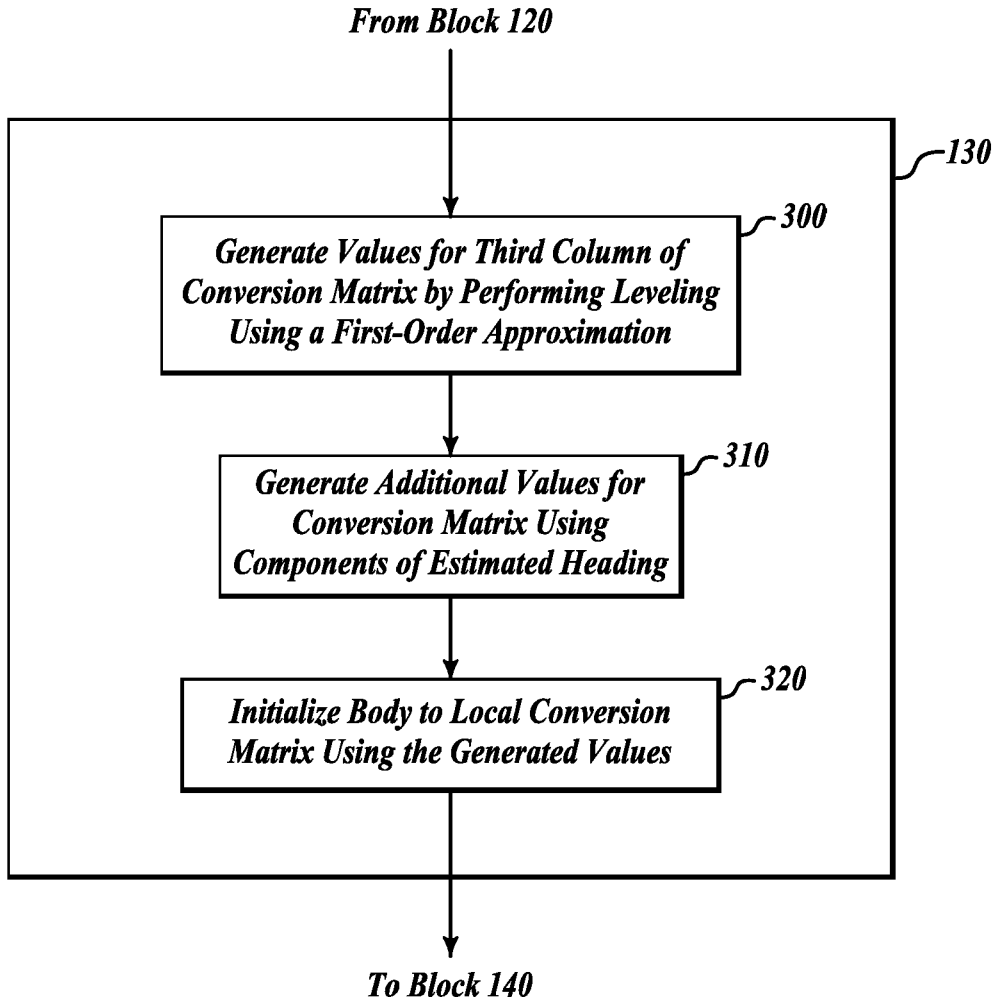 From Block 120
130
300
Generate Values for Third Column of
Conversion Matrix by Performing Leveling
Using a First-Order Approximation
310
Generate Additional Values for
Conversion Matrix Using
Components of Estimated Heading
320
Initialize Body to Local Conversion
Matrix Using the Generated Values
To Block 140